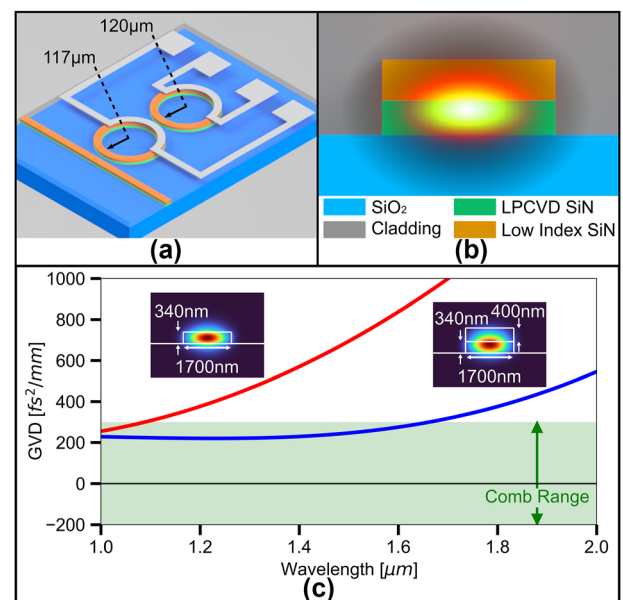 120μm
117μm
(a)
SiO₂
LPCVD SiN
Cladding
Low Index SiN
(b)
1000
800
600
400
200
0
−200
GVD [fs²/mm]
340nm
1700nm
340nm
400nm
1700nm
Comb Range
1.0
1.2
1.4
1.6
1.8
2.0
Wavelength [μm]
(c)